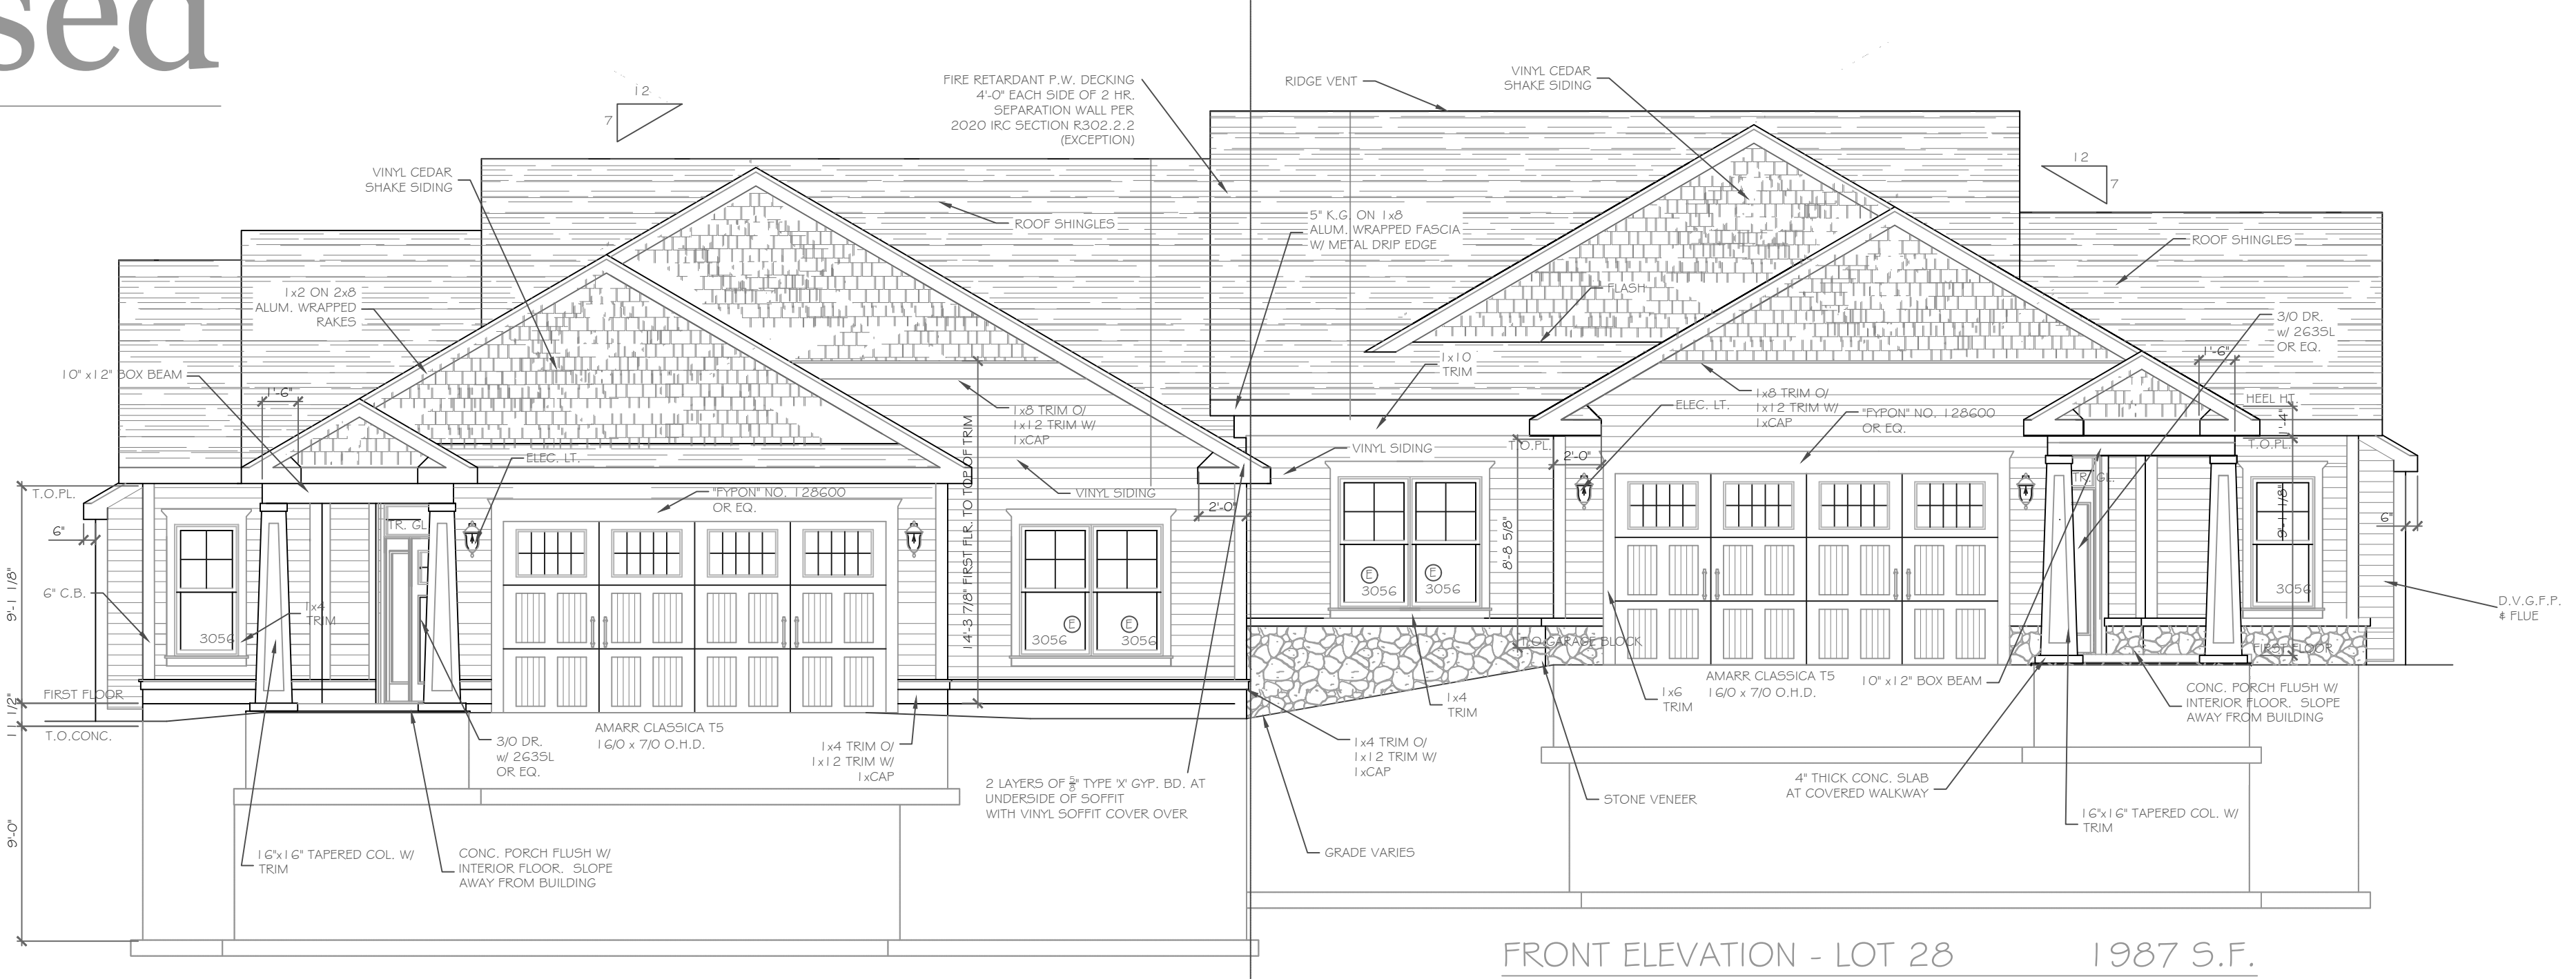 sed
12
7
FIRE RETARDANT P.W. DECKING
4'-0" EACH SIDE OF 2 HR.
SEPARATION WALL PER
2020 IRC SECTION R302.2.2
(EXCEPTION)
RIDGE VENT
VINYL CEDAR
SHAKE SIDING
VINYL CEDAR
SHAKE SIDING
ROOF SHINGLES
5" K.G. ON 1x8
ALUM. WRAPPED FASCIA
W/ METAL DRIP EDGE
12
7
ROOF SHINGLES
1x2 ON 2x8
ALUM. WRAPPED
RAKES
FLASH
3/0 DR.
w/ 263SL
OR EQ.
10" x12" BOX BEAM
1'-6"
1x10
TRIM
1'-6"
1x8 TRIM O/
1x12 TRIM W/
1xCAP
ELEC. LT.
1x8 TRIM O/
1x12 TRIM W/
1xCAP
"FYPON" NO. 128600
OR EQ.
HEEL HT.
1'-4"
ELEC. LT.
VINYL SIDING
T.O.PL.
2'-0"
T.O.PL.
T.O.PL.
"FYPON" NO. 128600
OR EQ.
VINYL SIDING
2'-0"
TR. GL.
TR. GL.
6"
6"
14'-3 7/8" FIRST FLR. TO TOP OF TRIM
8'-8 5/8"
9'-1 1/8"
9'-1 1/8"
6" C.B.
1x4
TRIM
3056
E
3056
E
3056
E
3056
E
3056
3056
D.V.G.F.P.
& FLUE
T.O.GARAGE BLOCK
FIRST FLOOR
FIRST FLOOR
11 1/2"
T.O.CONC.
AMARR CLASSICA T5
16/0 x 7/0 O.H.D.
3/0 DR.
w/ 263SL
OR EQ.
1x4 TRIM O/
1x12 TRIM W/
1xCAP
1x4 TRIM O/
1x12 TRIM W/
1xCAP
1x4
TRIM
1x6
TRIM
AMARR CLASSICA T5
16/0 x 7/0 O.H.D.
10" x12" BOX BEAM
CONC. PORCH FLUSH W/
INTERIOR FLOOR. SLOPE
AWAY FROM BUILDING
2 LAYERS OF 5/8" TYPE 'X' GYP. BD. AT
UNDERSIDE OF SOFFIT
WITH VINYL SOFFIT COVER OVER
STONE VENEER
4" THICK CONC. SLAB
AT COVERED WALKWAY
16"x16" TAPERED COL. W/
TRIM
9'-0"
16"x16" TAPERED COL. W/
TRIM
CONC. PORCH FLUSH W/
INTERIOR FLOOR. SLOPE
AWAY FROM BUILDING
GRADE VARIES
FRONT ELEVATION - LOT 28 1987 S.F.